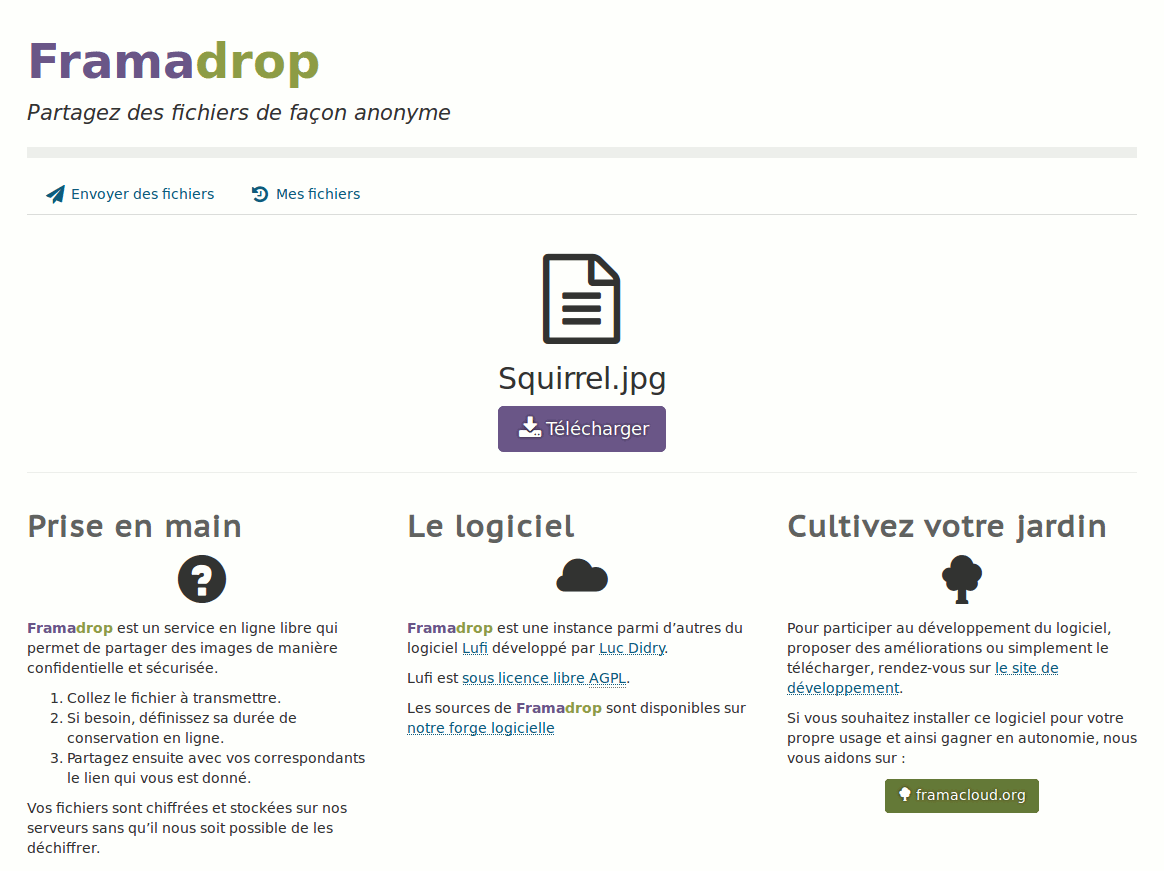 Framadrop
Partagez des fichiers de façon anonyme
Envoyer des fichiers
Mes fichiers
Squirrel.jpg
Télécharger
Prise en main
Framadrop est un service en ligne libre qui
permet de partager des images de manière
confidentielle et sécurisée.
1. Collez le fichier à transmettre.
2. Si besoin, définissez sa durée de
conservation en ligne.
3. Partagez ensuite avec vos correspondants
le lien qui vous est donné.
Vos fichiers sont chiffrées et stockées sur nos
serveurs sans qu’il nous soit possible de les
déchiffrer.
Le logiciel
Framadrop est une instance parmi d’autres du
logiciel Lufi développé par Luc Didry.
Lufi est sous licence libre AGPL.
Les sources de Framadrop sont disponibles sur
notre forge logicielle
Cultivez votre jardin
Pour participer au développement du logiciel,
proposer des améliorations ou simplement le
télécharger, rendez-vous sur le site de
développement.
Si vous souhaitez installer ce logiciel pour votre
propre usage et ainsi gagner en autonomie, nous
vous aidons sur :
framacloud.org